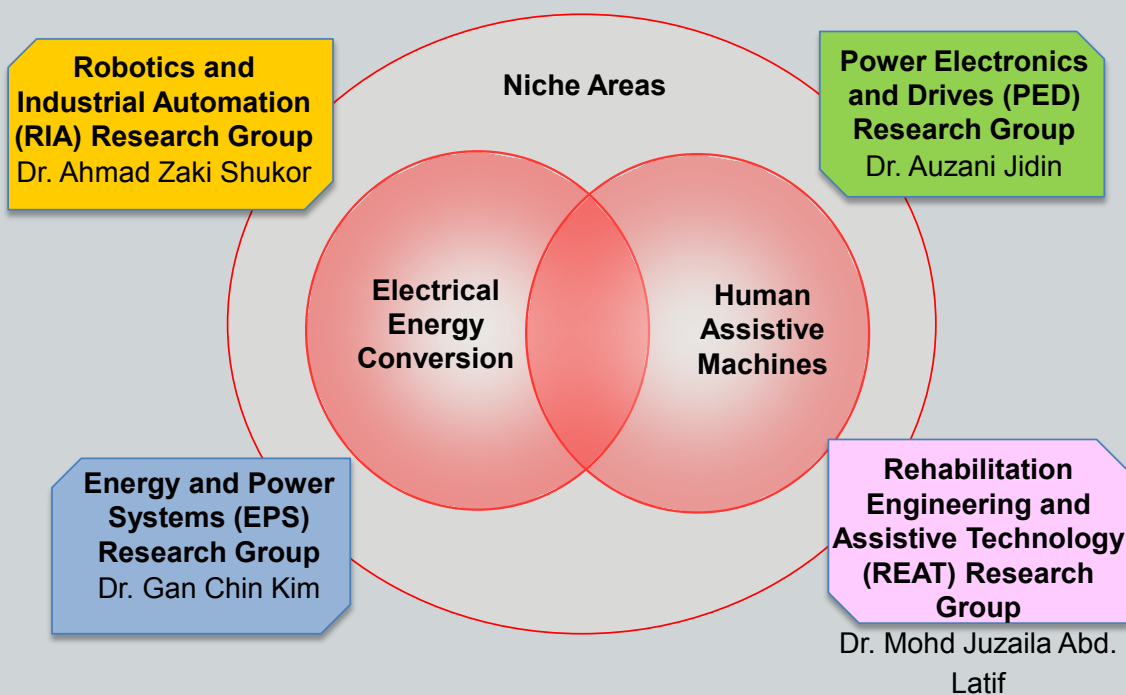 Robotics and
Industrial Automation
(RIA) Research Group
Dr. Ahmad Zaki Shukor
Niche Areas
Power Electronics
and Drives (PED)
Research Group
Dr. Auzani Jidin
Electrical
Energy
Conversion
Human
Assistive
Machines
Energy and Power
Systems (EPS)
Research Group
Dr. Gan Chin Kim
Rehabilitation
Engineering and
Assistive Technology
(REAT) Research
Group
Dr. Mohd Juzaila Abd.
Latif